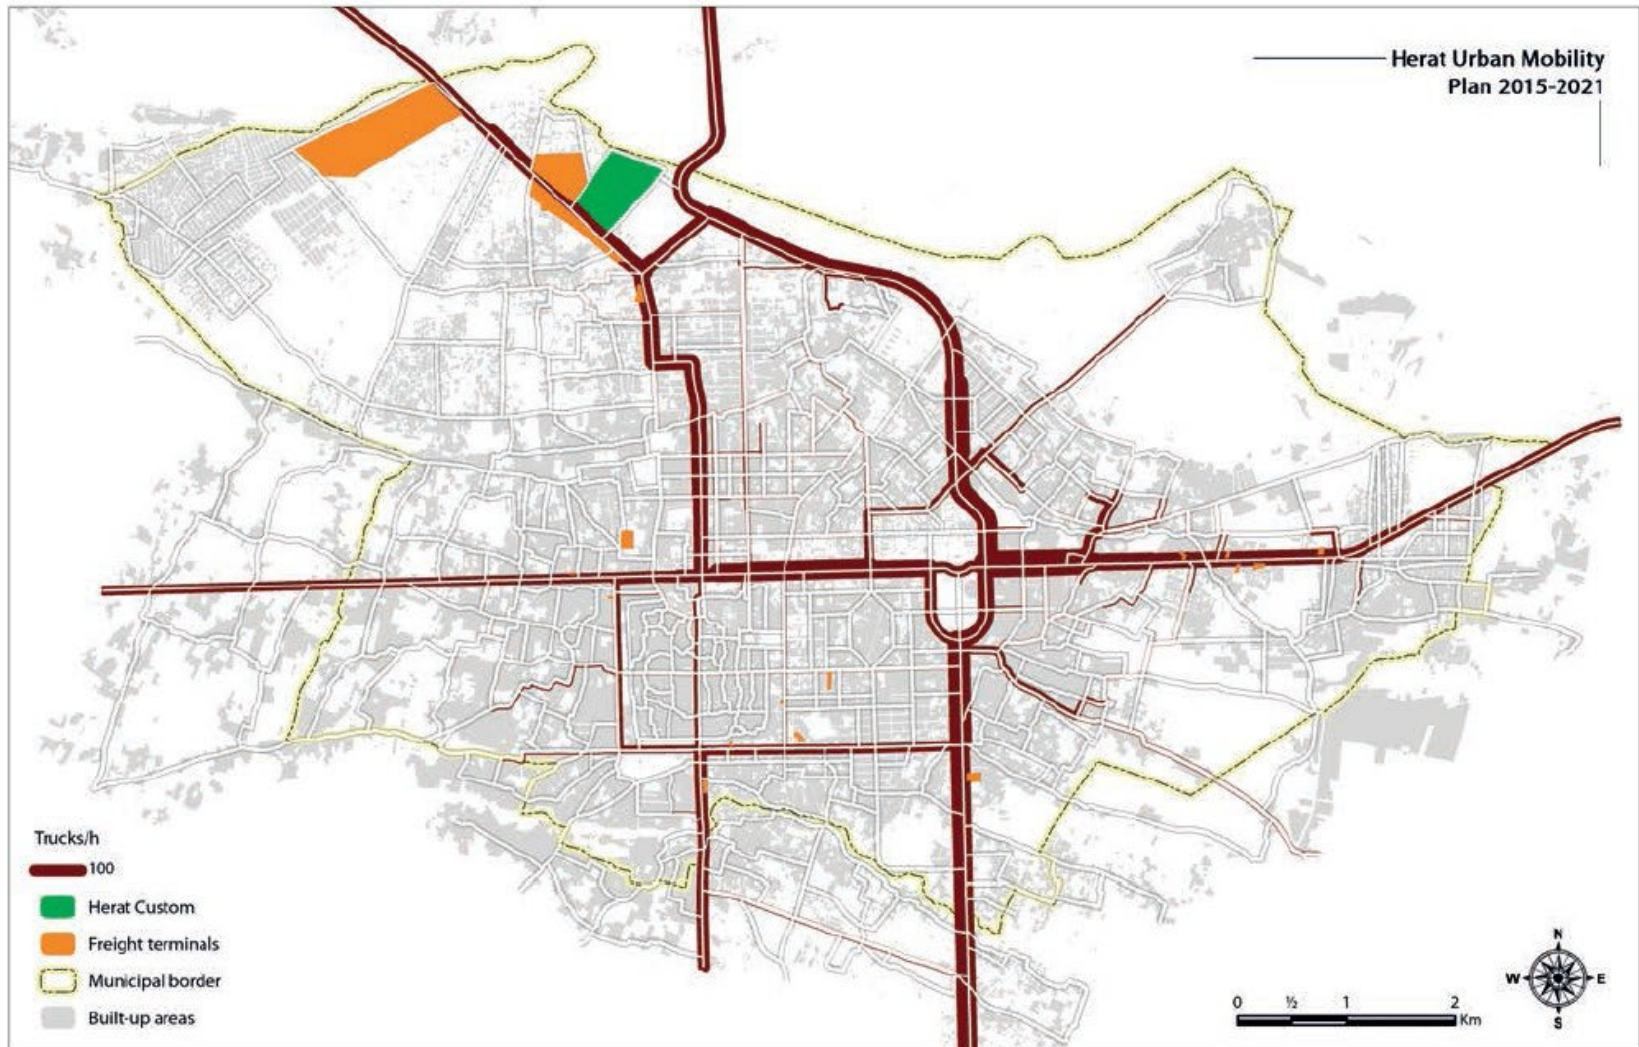 Herat Urban Mobility
Plan 2015-2021
Trucks/h
100
Herat Custom
Freight terminals
Municipal border
Built-up areas
N
W E
S
0 ½ 1 2
Km